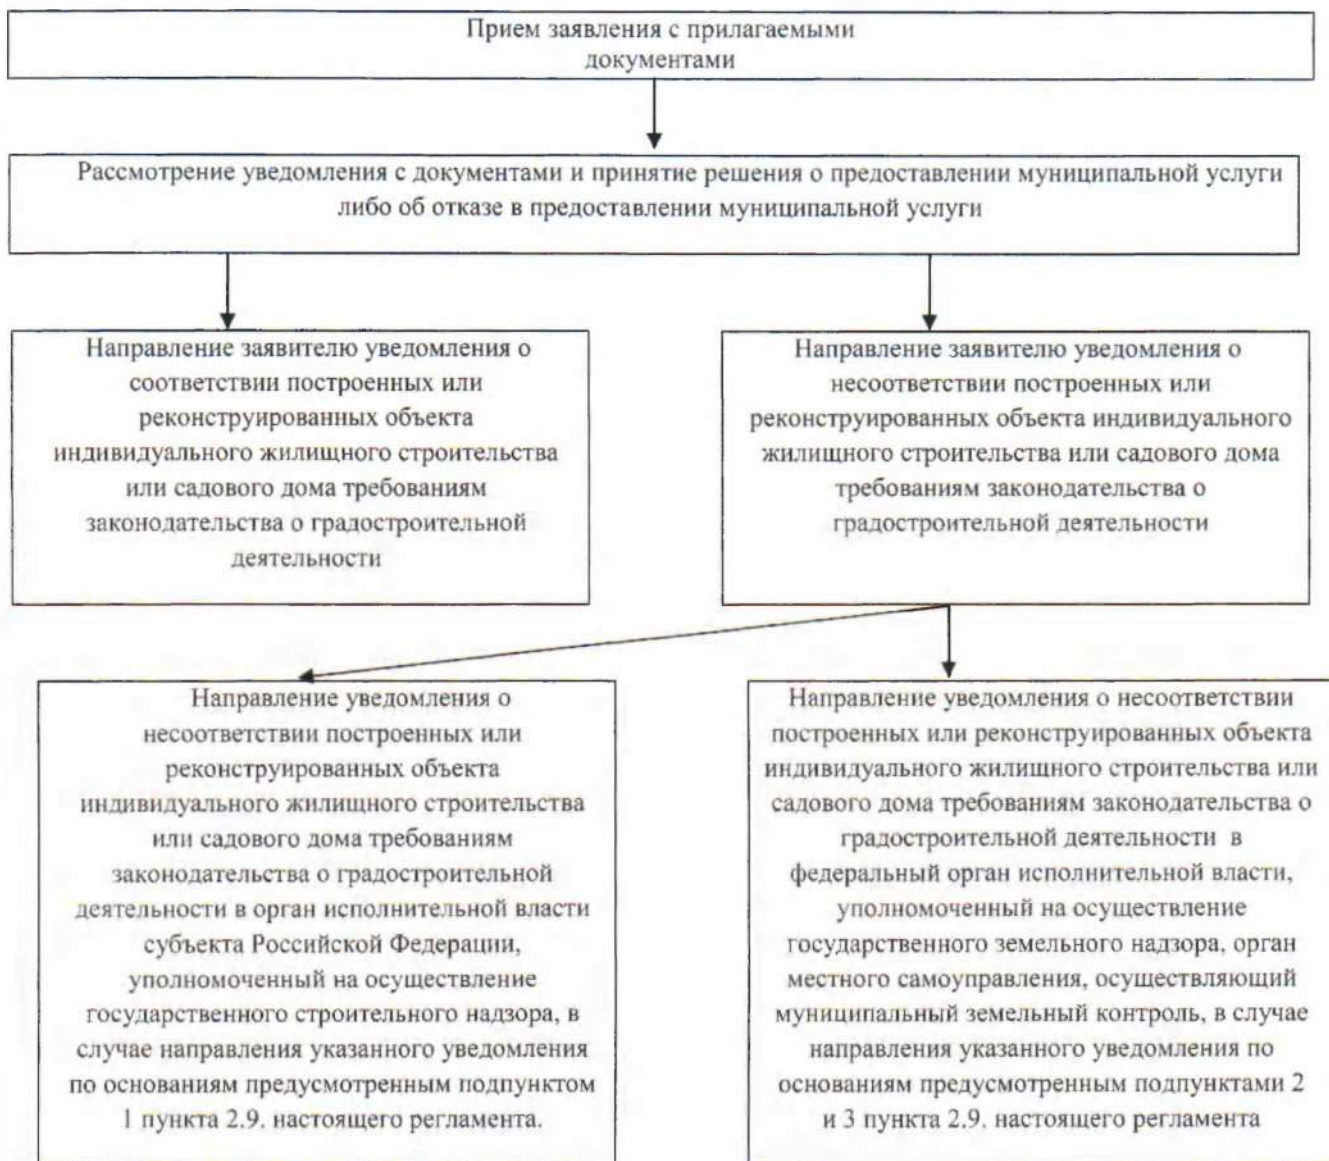 Прием заявления с прилагаемыми
документами
Рассмотрение уведомления с документами и принятие решения о предоставлении муниципальной услуги
либо об отказе в предоставлении муниципальной услуги
Направление заявителю уведомления о
соответствии построенных или
реконструированных объекта
индивидуального жилищного строительства
или садового дома требованиям
законодательства о градостроительной
деятельности
Направление заявителю уведомления о
несоответствии построенных или
реконструированных объекта индивидуального
жилищного строительства или садового дома
требованиям законодательства о
градостроительной деятельности
Направление уведомления о
несоответствии построенных или
реконструированных объекта
индивидуального жилищного строительства
или садового дома требованиям
законодательства о градостроительной
деятельности в орган исполнительной власти
субъекта Российской Федерации,
уполномоченный на осуществление
государственного строительного надзора, в
случае направления указанного уведомления
по основаниям предусмотренным подпунктом
1 пункта 2.9. настоящего регламента.
Направление уведомления о несоответствии
построенных или реконструированных объекта
индивидуального жилищного строительства или
садового дома требованиям законодательства о
градостроительной деятельности в
федеральный орган исполнительной власти,
уполномоченный на осуществление
государственного земельного надзора, орган
местного самоуправления, осуществляющий
муниципальный земельный контроль, в случае
направления указанного уведомления по
основаниям предусмотренным подпунктами 2
и 3 пункта 2.9. настоящего регламента